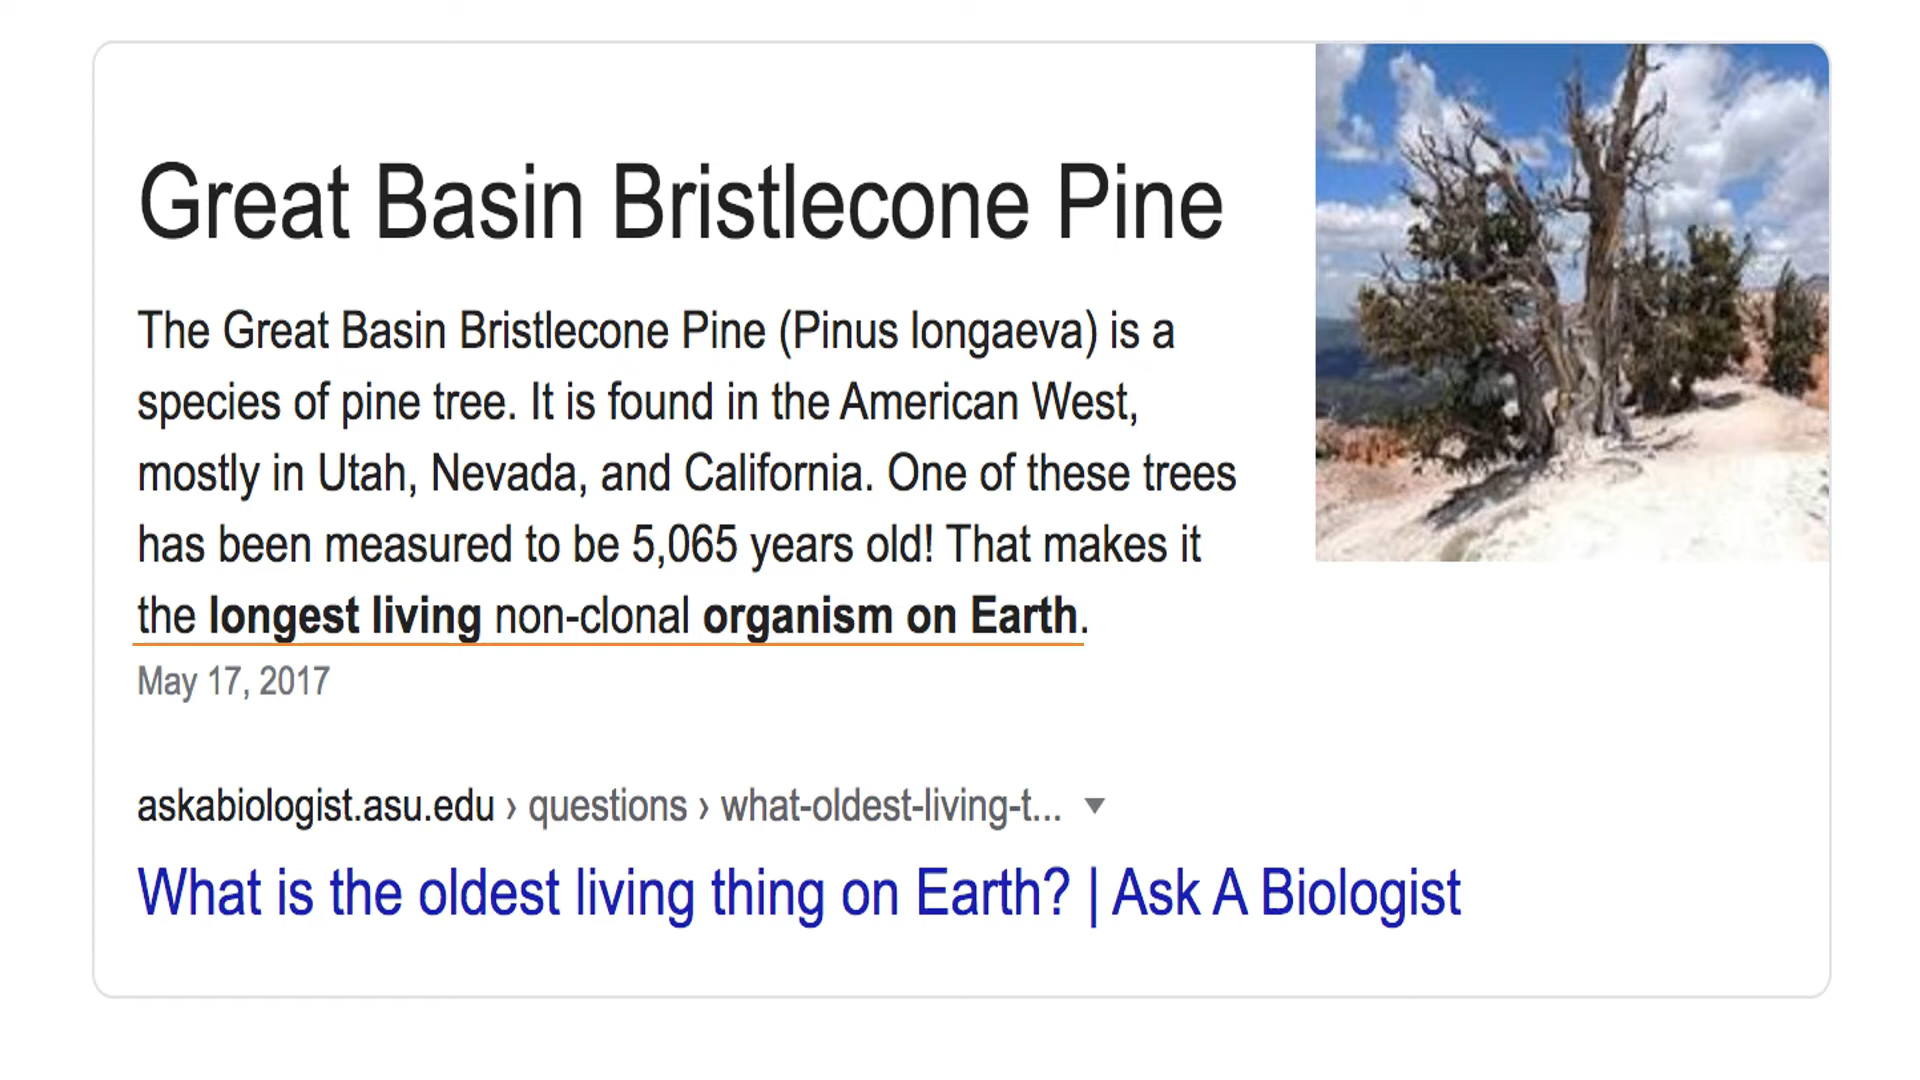 Great Basin Bristlecone Pine
The Great Basin Bristlecone Pine (Pinus longaeva) is a
species of pine tree. It is found in the American West,
mostly in Utah, Nevada, and California. One of these trees
has been measured to be 5,065 years old! That makes it
the longest living non-clonal organism on Earth.
May 17, 2017
askabiologist.asu.edu › questions › what-oldest-living-t...
What is the oldest living thing on Earth? | Ask A Biologist